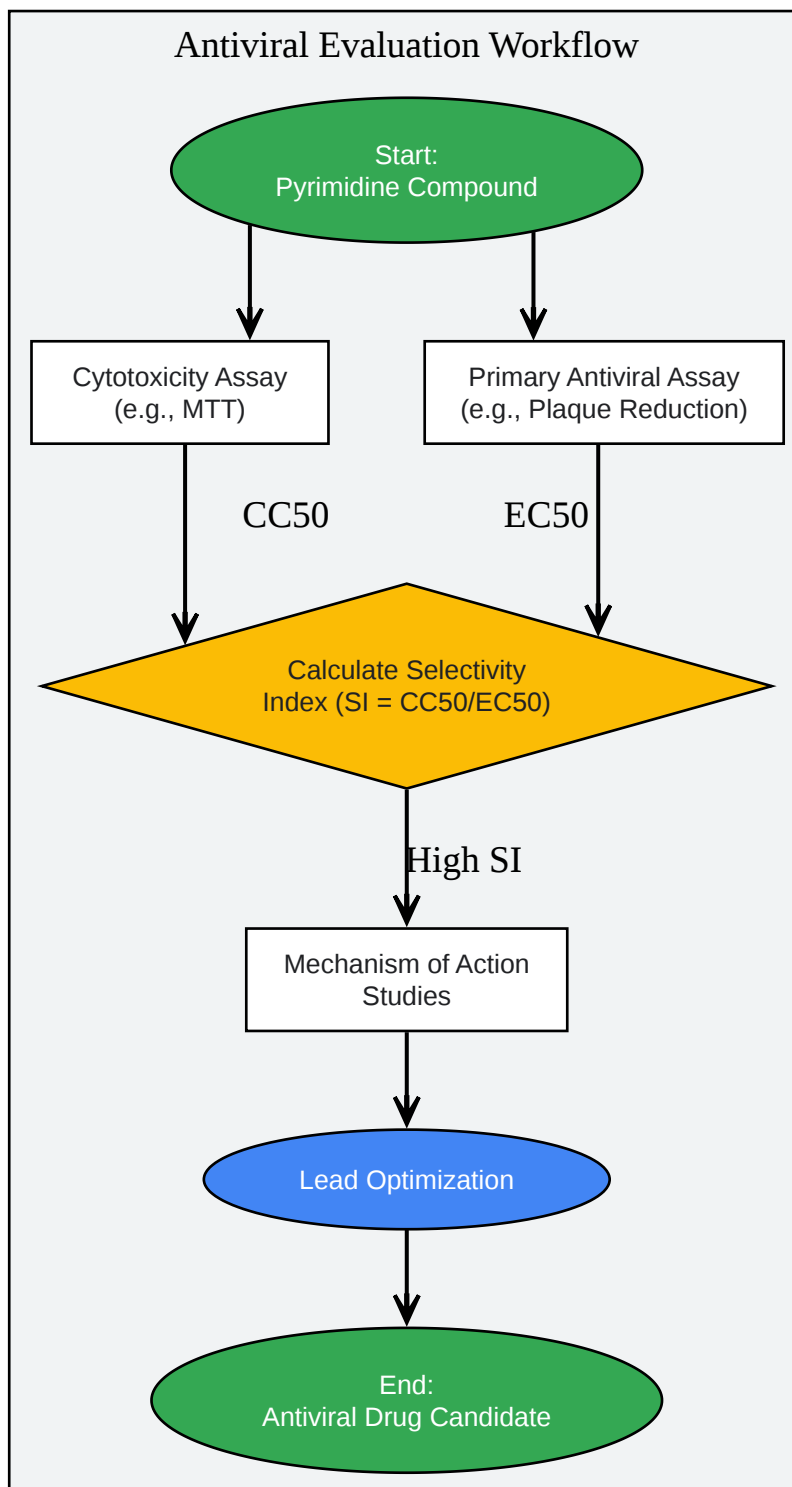 Antiviral Evaluation Workflow
Start:
Pyrimidine Compound
Cytotoxicity Assay
(e.g., MTT)
Primary Antiviral Assay
(e.g., Plaque Reduction)
CC50
EC50
Calculate Selectivity
Index (SI = CC50/EC50)
High SI
Mechanism of Action
Studies
Lead Optimization
End:
Antiviral Drug Candidate